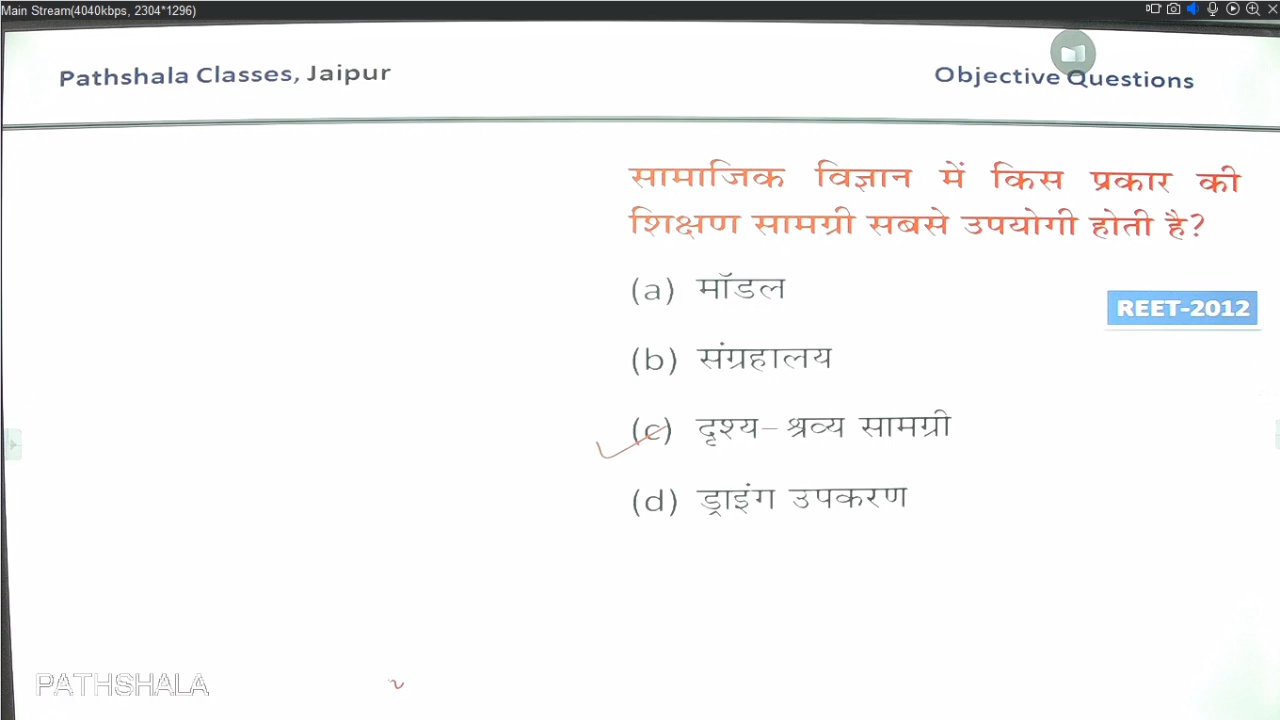 Main Stream(4040kbps, 2304*1296)
Pathshala Classes, Jaipur
Objective Questions
सामाजिक विज्ञान में किस प्रकार की
शिक्षण सामग्री सबसे उपयोगी होती है?
(a) मॉडल
REET-2012
(b) संग्रहालय
(c) दृश्य– श्रव्य सामग्री
(d) ड्राइंग उपकरण
PATHSHALA